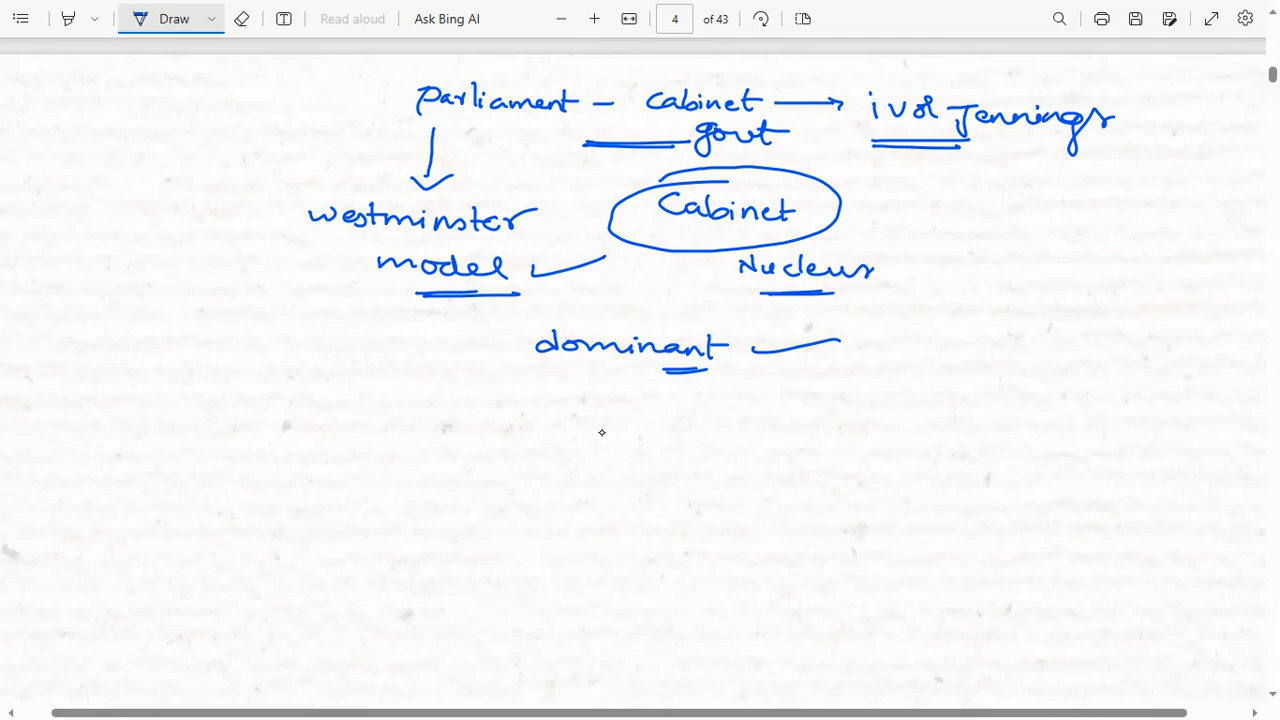 Draw
Read aloud
Ask Bing AI
4 of 43
Parliament - Cabinet → ivor Jennings
govt
westminster Cabinet
model Nucleus
dominant